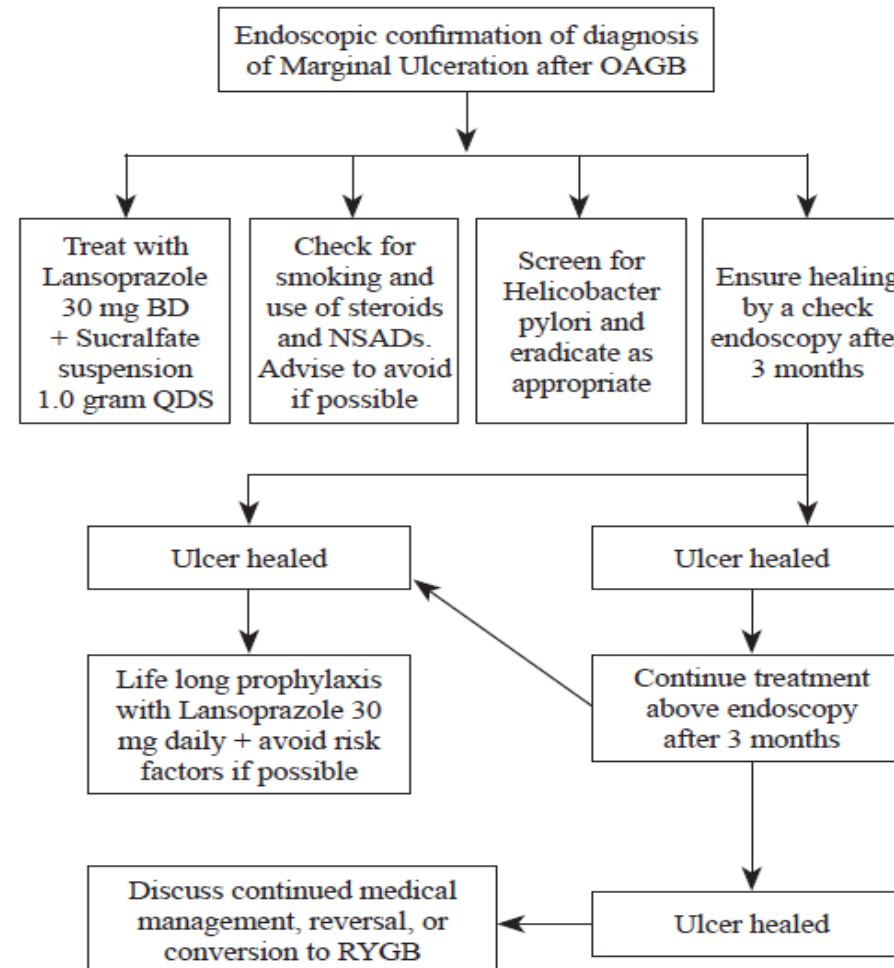 Endoscopic confirmation of diagnosis
of Marginal Ulceration after OAGB
Treat with
Lansoprazole
30 mg BD
+ Sucralfate
suspension
1.0 gram QDS
Check for
smoking and
use of steroids
and NSADs.
Advise to avoid
if possible
Screen for
Helicobacter
pylori and
eradicate as
appropriate
Ensure healing
by a check
endoscopy after
3 months
Ulcer healed
Ulcer healed
Life long prophylaxis
with Lansoprazole 30
mg daily + avoid risk
factors if possible
Continue treatment
above endoscopy
after 3 months
Discuss continued medical
management, reversal, or
conversion to RYGB
Ulcer healed